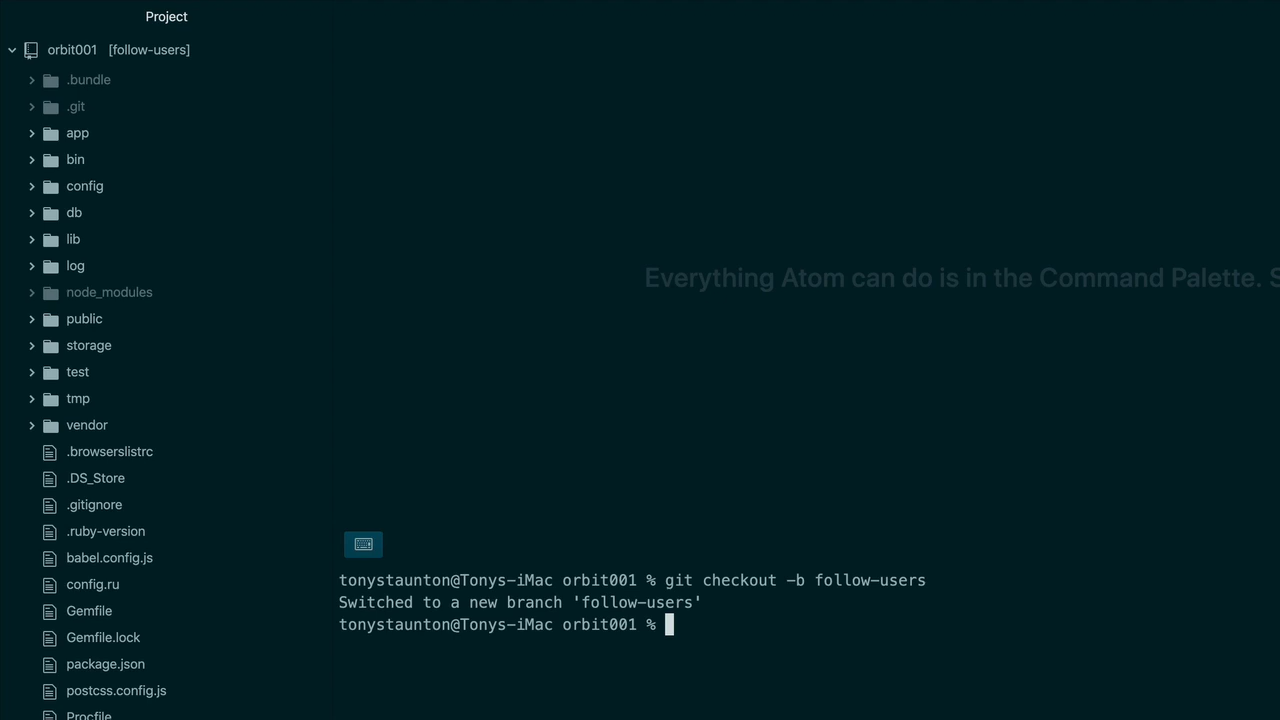 Project
orbit001 [follow-users]
.bundle
.git
app
bin
config
db
lib
log
node_modules
public
storage
test
tmp
vendor
.browserslistrc
.DS_Store
.gitignore
.ruby-version
babel.config.js
config.ru
Gemfile
Gemfile.lock
package.json
postcss.config.js
Procfile
Everything Atom can do is in the Command Palette. S
tonystaunton@Tonys-iMac orbit001 % git checkout -b follow-users
Switched to a new branch 'follow-users'
tonystaunton@Tonys-iMac orbit001 %